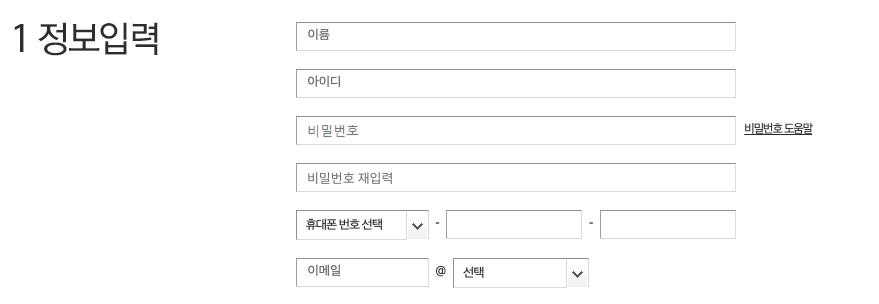 1 정보입력
이름
아이디
비밀번호
비밀번호 도움말
비밀번호 재입력
휴대폰 번호 선택 - -
이메일 @ 선택